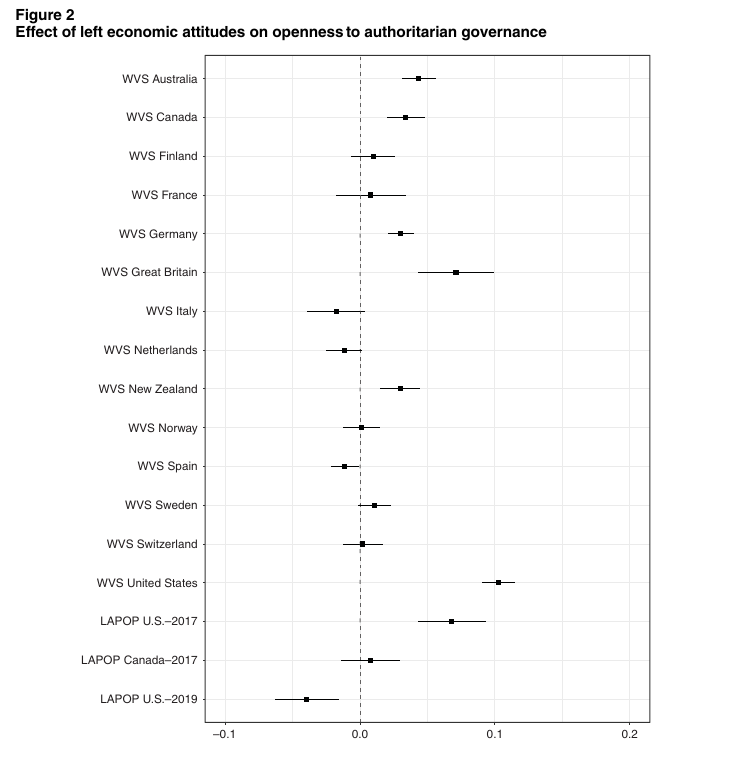 Figure 2
Effect of left economic attitudes on openness to authoritarian governance
WVS Australia
WVS Canada
WVS Finland
WVS France
WVS Germany
WVS Great Britain
WVS Italy
WVS Netherlands
WVS New Zealand
WVS Norway
WVS Spain
WVS Sweden
WVS Switzerland
WVS United States
LAPOP U.S.–2017
LAPOP Canada–2017
LAPOP U.S.–2019
–0.1 0.0 0.1 0.2